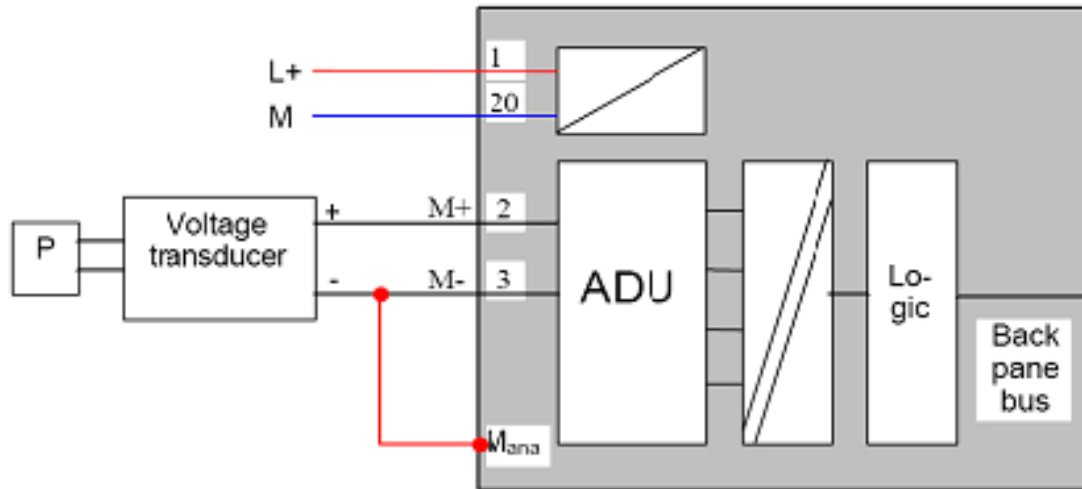 L+
1
M
20
P
Voltage
transducer
+
M+
2
-
M-
3
ADU
Lo-
gic
Back
pane
bus
Mana